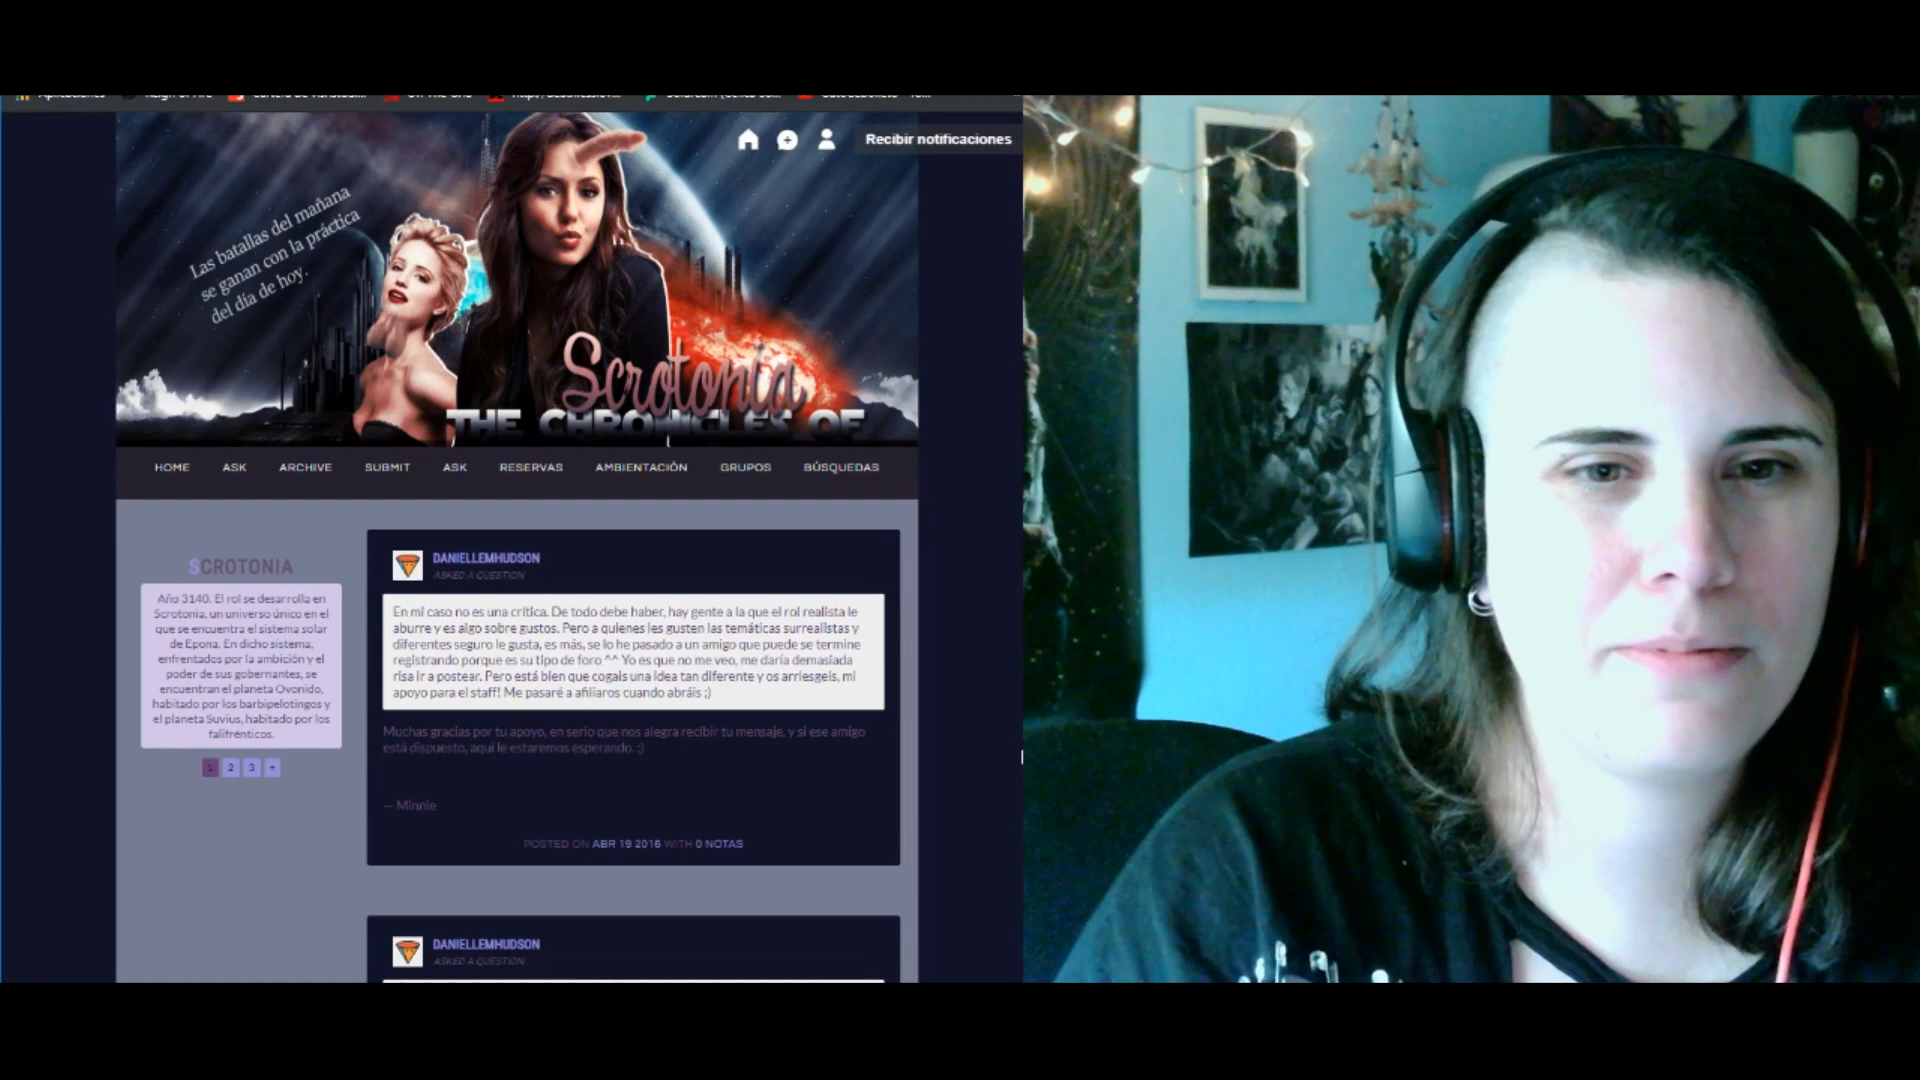 Recibir notificaciones
Las batallas del mañana
se ganan con la práctica
del día de hoy.
Scrotonia
THE CHRONICLES OF
HOME ASK ARCHIVE SUBMIT ASK RESERVAS AMBIENTACIÓN GRUPOS BÚSQUEDAS
SCROTONIA
Año 3140. El rol se desarrolla en
Scrotonia, un universo único en el
que se encuentra el sistema solar
de Epona. En dicho sistema,
enfrentados por la ambición y el
poder de sus gobernantes, se
encuentran el planeta Ovonido,
habitado por los barbipelotingos y
el planeta Suvius, habitado por los
falifrénticos.
1 2 3 +
DANIELLEMHUDSON
ASKED A QUESTION
En mi caso no es una crítica. De todo debe haber, hay gente a la que el rol realista le
aburre y es algo sobre gustos. Pero a quienes les gusten las temáticas surrealistas y
diferentes seguro le gusta, es más, se lo he pasado a un amigo que puede se termine
registrando porque es su tipo de foro ^^ Yo es que no me veo, me daría demasiada
risa ir a postear. Pero está bien que cogais una idea tan diferente y os arriesgeis, mi
apoyo para el staff! Me pasaré a afiliaros cuando abráis ;)
Muchas gracias por tu apoyo, en serio que nos alegra recibir tu mensaje, y si ese amigo
está dispuesto, aquí le estaremos esperando. ;)
— Minnie
POSTED ON ABR 19 2016 WITH 0 NOTAS
DANIELLEMHUDSON
ASKED A QUESTION